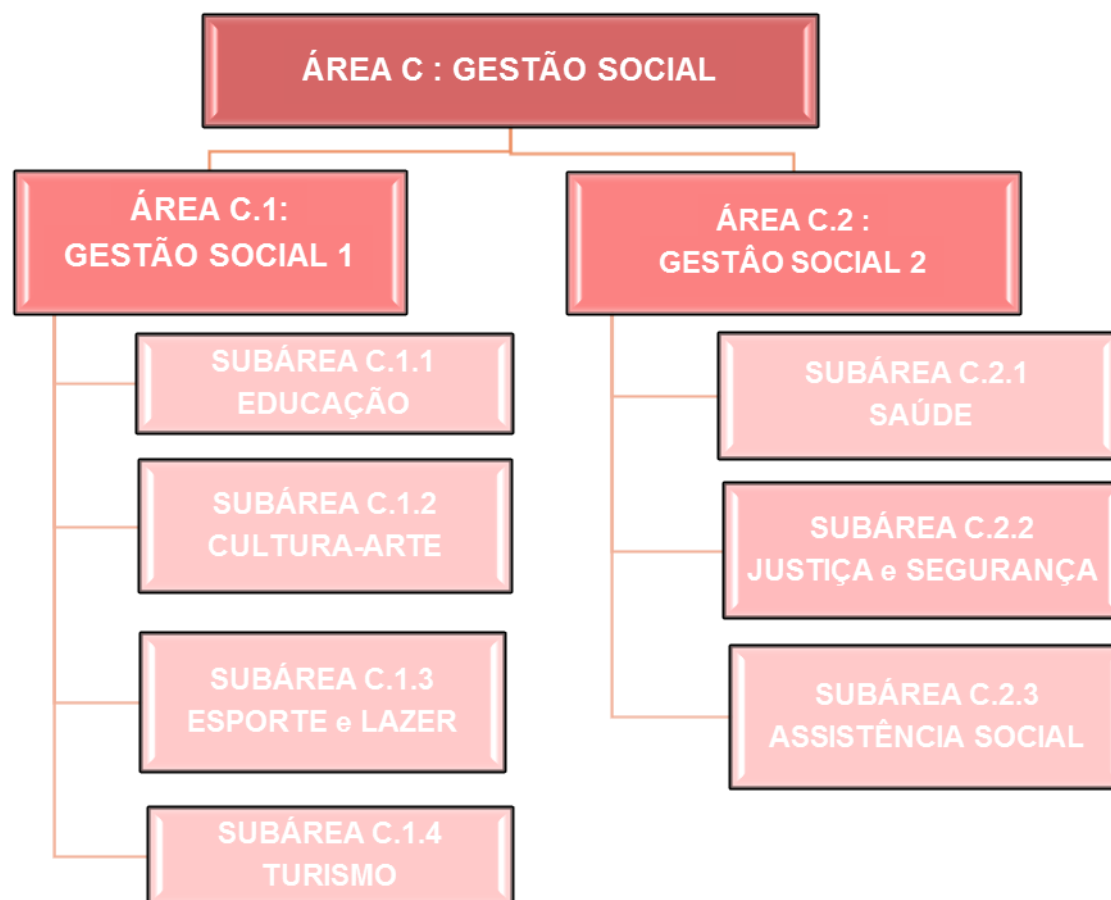 ÁREA C : GESTÃO SOCIAL
ÁREA C.1:
GESTÃO SOCIAL 1
SUBÁREA C.1.1
EDUCAÇÃO
SUBÁREA C.1.2
CULTURA-ARTE
SUBÁREA C.1.3
ESPORTE e LAZER
SUBÁREA C.1.4
TURISMO
ÁREA C.2 :
GESTÂO SOCIAL 2
SUBÁREA C.2.1
SAÚDE
SUBÁREA C.2.2
JUSTIÇA e SEGURANÇA
SUBÁREA C.2.3
ASSISTÊNCIA SOCIAL